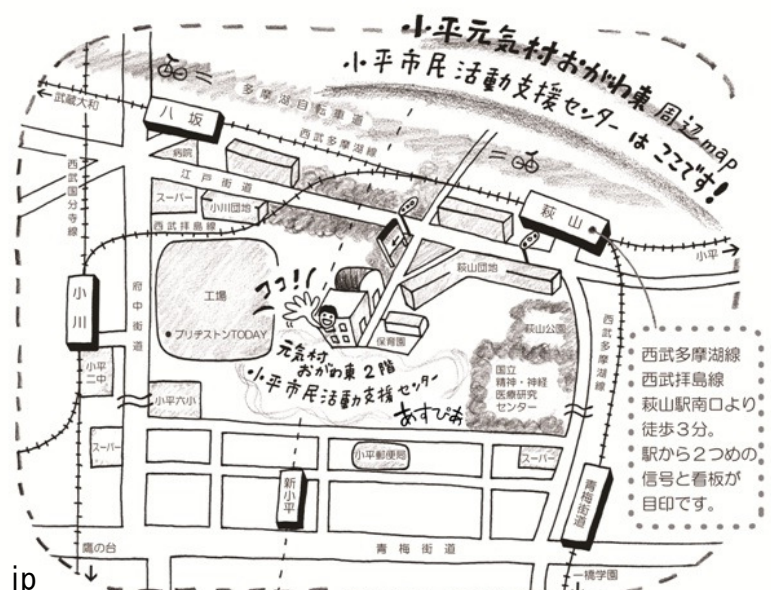 小平元気村おがわ東 周辺map
小平市民活動支援センターはここです!
←武蔵大和
八坂
多摩湖自転車道
西武多摩湖線
病院
江戸街道
スーパー
小川団地
西武拝島線
西武国分寺線
萩山
小平
萩山団地
小川
府中街道
工場
ブリヂストンTODAY
ココ!
保育園
萩山公園
国立
精神・神経
医療研究
センター
西武多摩湖線
元気村
おがわ東2階
小平市民活動支援センター
あすぴあ
西武多摩湖線
西武拝島線
萩山駅南口より
徒歩3分。
駅から2つめの
信号と看板が
目印です。
小平
二中
小平六小
スーパー
小平郵便局
スーパー
新小平
青梅街道
鷹の台
青梅街道
一橋学園
jp